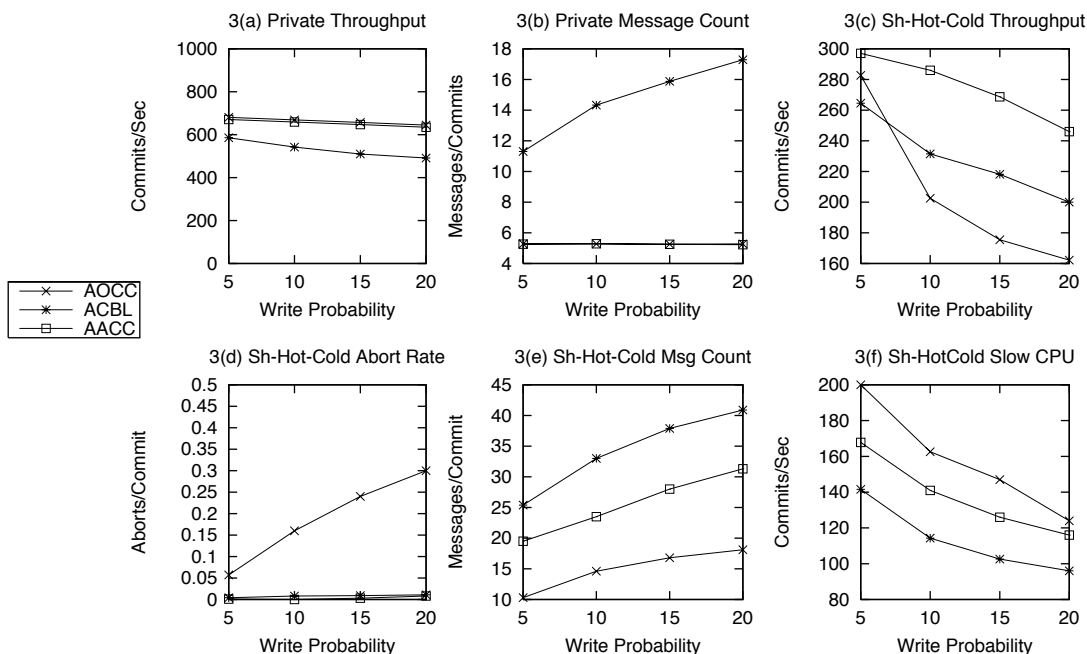 3(a) Private Throughput
Commits/Sec
1000
800
600
400
200
0
5 10 15 20
Write Probability
3(b) Private Message Count
Messages/Commits
18
16
14
12
10
8
6
4
5 10 15 20
Write Probability
3(c) Sh-Hot-Cold Throughput
Commits/Sec
300
280
260
240
220
200
180
160
5 10 15 20
Write Probability
AOCC
ACBL
AACC
3(d) Sh-Hot-Cold Abort Rate
Aborts/Commit
0.5
0.45
0.4
0.35
0.3
0.25
0.2
0.15
0.1
0.05
0
5 10 15 20
Write Probability
3(e) Sh-Hot-Cold Msg Count
Messages/Commit
45
40
35
30
25
20
15
10
5 10 15 20
Write Probability
3(f) Sh-HotCold Slow CPU
Commits/Sec
200
180
160
140
120
100
80
5 10 15 20
Write Probability